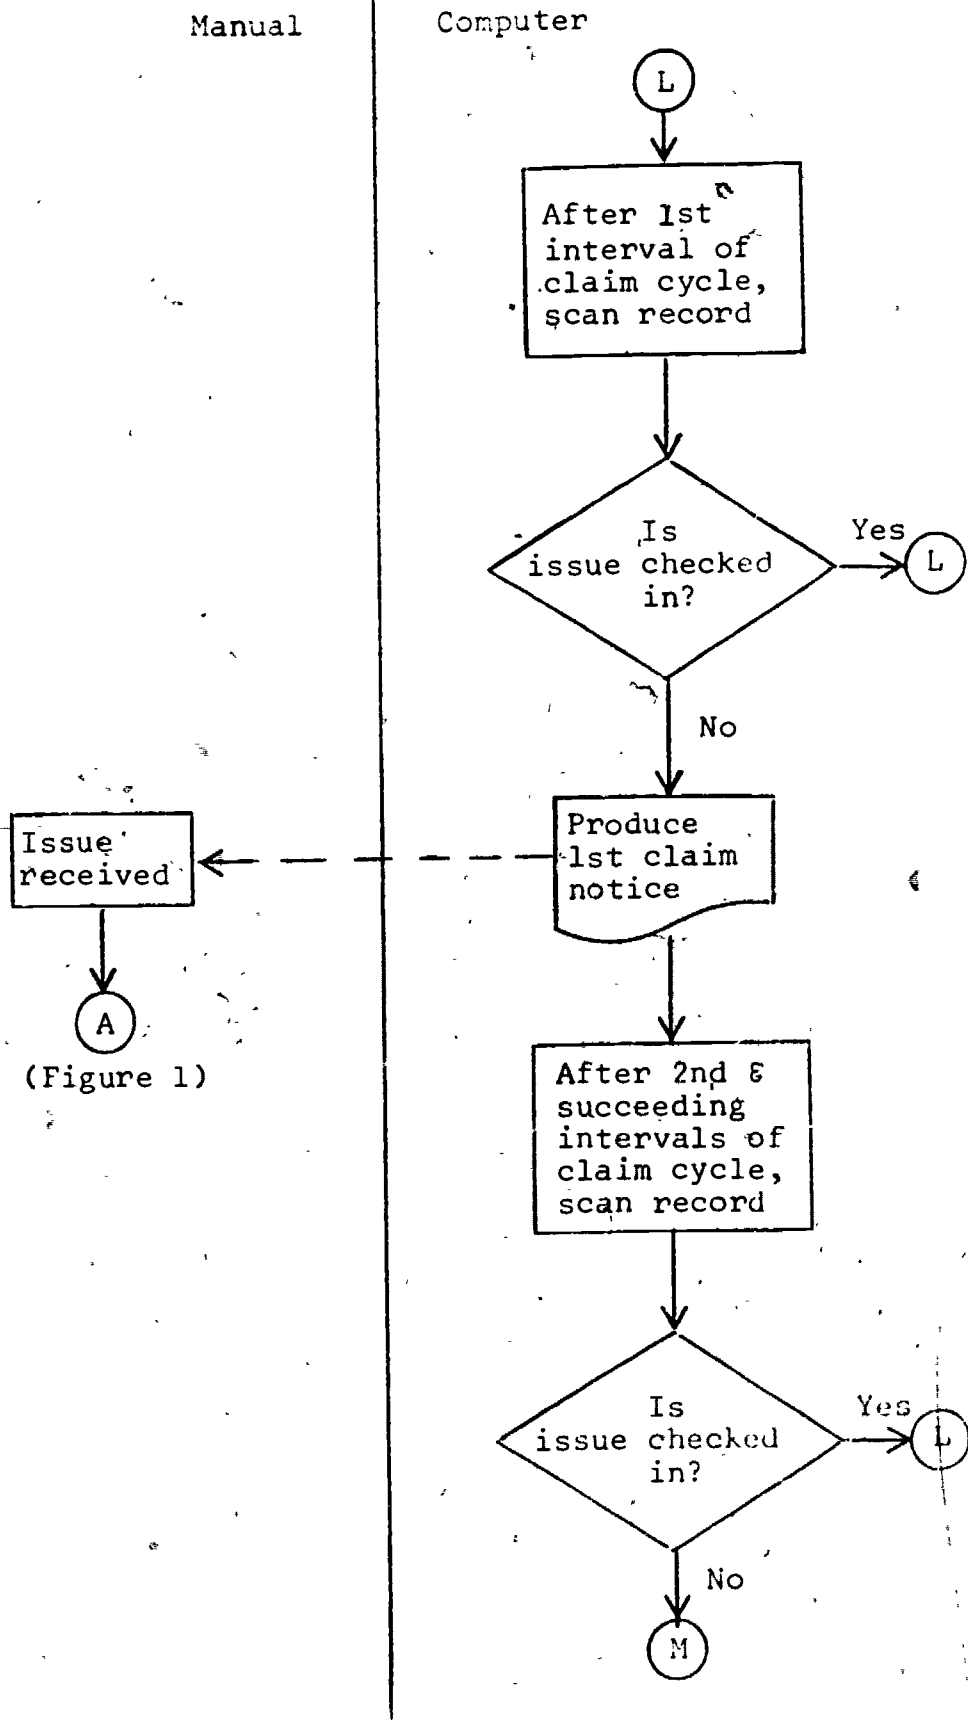 Manual
Computer
L
After 1st
interval of
claim cycle,
scan record
Is
issue checked
in?
Yes
L
No
Produce
1st claim
notice
Issue
received
A
(Figure 1)
After 2nd &
succeeding
intervals of
claim cycle,
scan record
Is
issue checked
in?
Yes
L
No
M